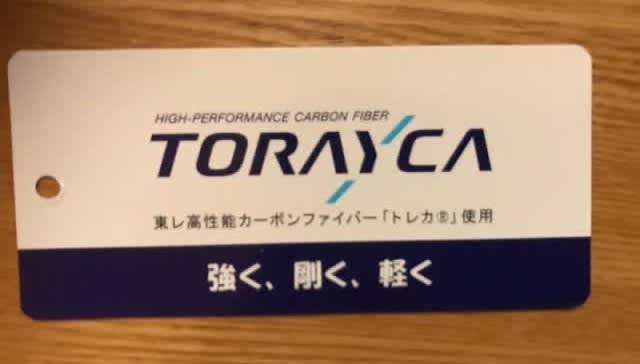 HIGH-PERFORMANCE CARBON FIBER
TORAYCA
東レ高性能カーボンファイバー「トレカ®」使用
強く、剛く、軽く